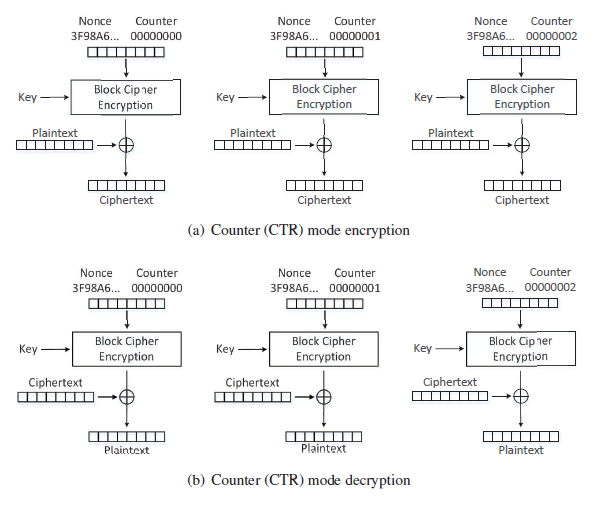 Nonce Counter Nonce Counter Nonce Counter
3F98A6... 00000000 3F98A6... 00000001 3F98A6... 00000002
Block Cipher Block Cipher Block Cipher
Key Encryption Key Encryption Key Encryption
Plaintext Plaintext Plaintext
Ciphertext Ciphertext Ciphertext
(a) Counter (CTR) mode encryption
Nonce Counter Nonce Counter Nonce Counter
3F98A6... 00000000 3F98A6... 00000001 3F98A6... 00000002
Block Cipher Block Cipher Block Cipher
Key Encryption Key Encryption Key Encryption
Ciphertext Ciphertext Ciphertext
Plaintext Plaintext Plaintext
(b) Counter (CTR) mode decryption